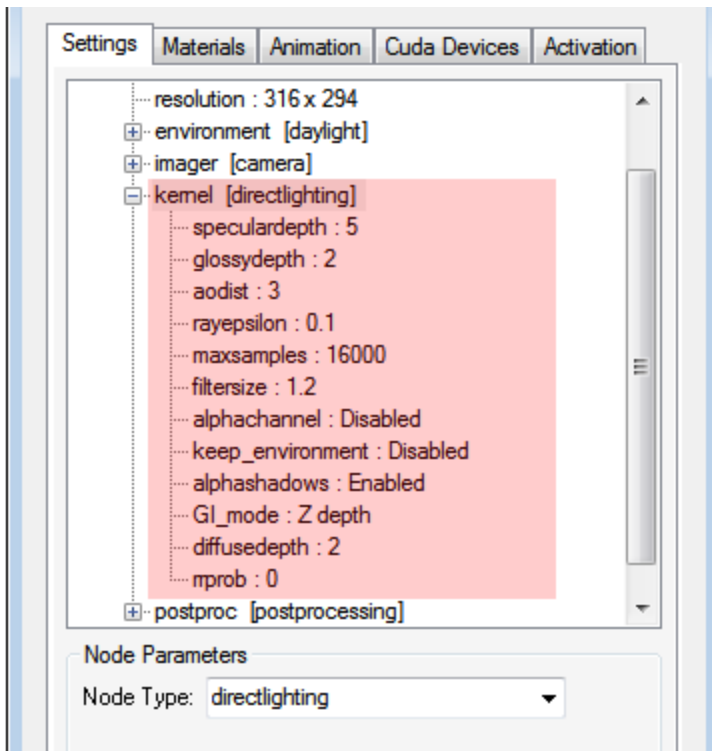 Settings Materials Animation Cuda Devices Activation
resolution : 316 x 294
environment [daylight]
imager [camera]
kernel [directlighting]
speculardepth : 5
glossydepth : 2
aodist : 3
rayepsilon : 0.1
maxsamples : 16000
filtersize : 1.2
alphachannel : Disabled
keep_environment : Disabled
alphashadows : Enabled
GI_mode : Z depth
diffusedepth : 2
rrprob : 0
postproc [postprocessing]
Node Parameters
Node Type: directlighting